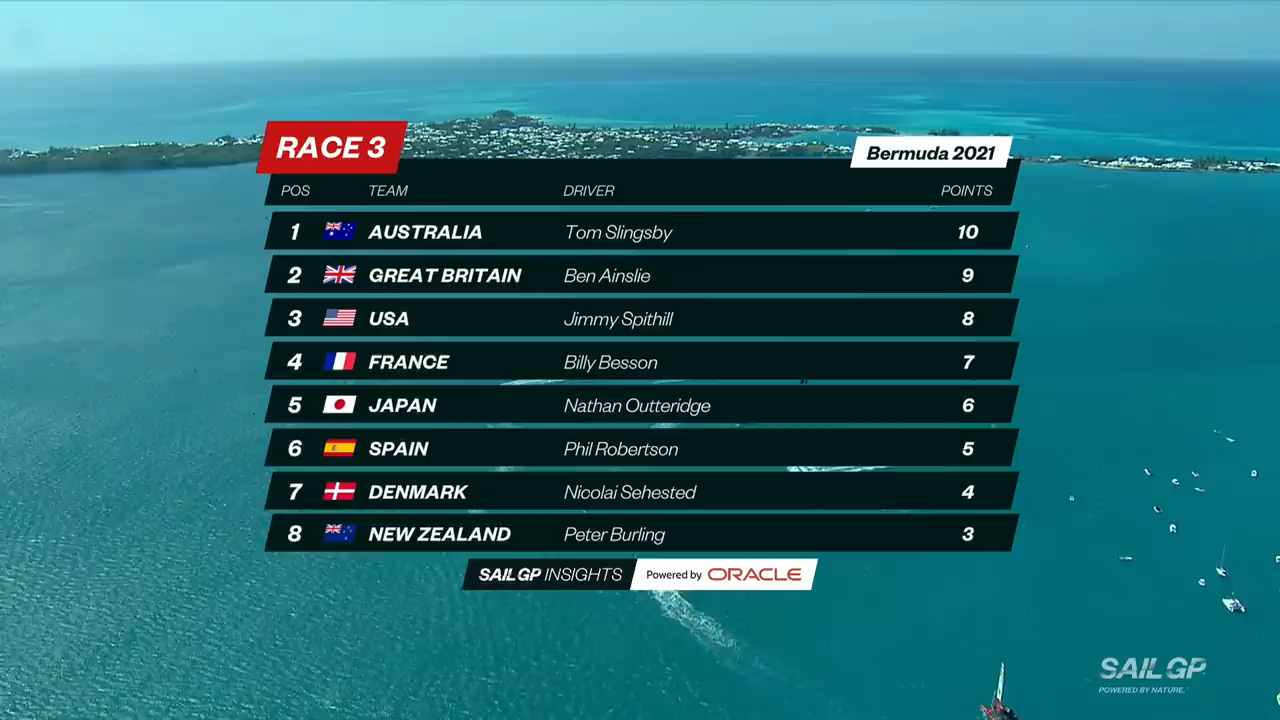 RACE 3
Bermuda 2021
POS TEAM DRIVER POINTS
1 AUSTRALIA Tom Slingsby 10
2 GREAT BRITAIN Ben Ainslie 9
3 USA Jimmy Spithill 8
4 FRANCE Billy Besson 7
5 JAPAN Nathan Outteridge 6
6 SPAIN Phil Robertson 5
7 DENMARK Nicolai Sehested 4
8 NEW ZEALAND Peter Burling 3
SAILGP INSIGHTS Powered by ORACLE
SAIL GP
POWERED BY NATURE.